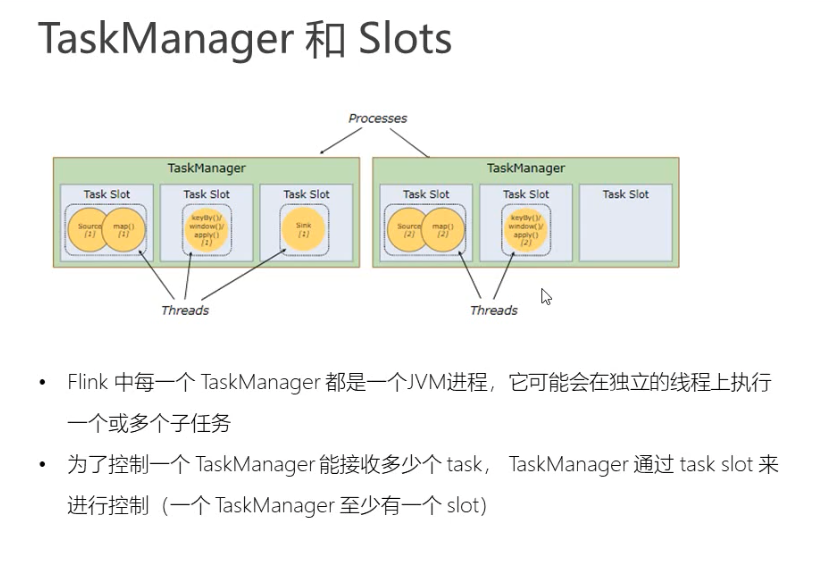 TaskManager 和 Slots
Processes
TaskManager
TaskManager
Task Slot
Task Slot
Task Slot
Task Slot
Task Slot
Task Slot
Source
[1]
map()
[1]
keyBy()/
window()/
apply()
[1]
Sink
[1]
Source
[2]
map()
[2]
keyBy()/
window()/
apply()
[2]
Threads
Threads
• Flink 中每一个 TaskManager 都是一个JVM进程，它可能会在独立的线程上执行
一个或多个子任务
• 为了控制一个 TaskManager 能接收多少个 task， TaskManager 通过 task slot 来
进行控制（一个 TaskManager 至少有一个 slot）